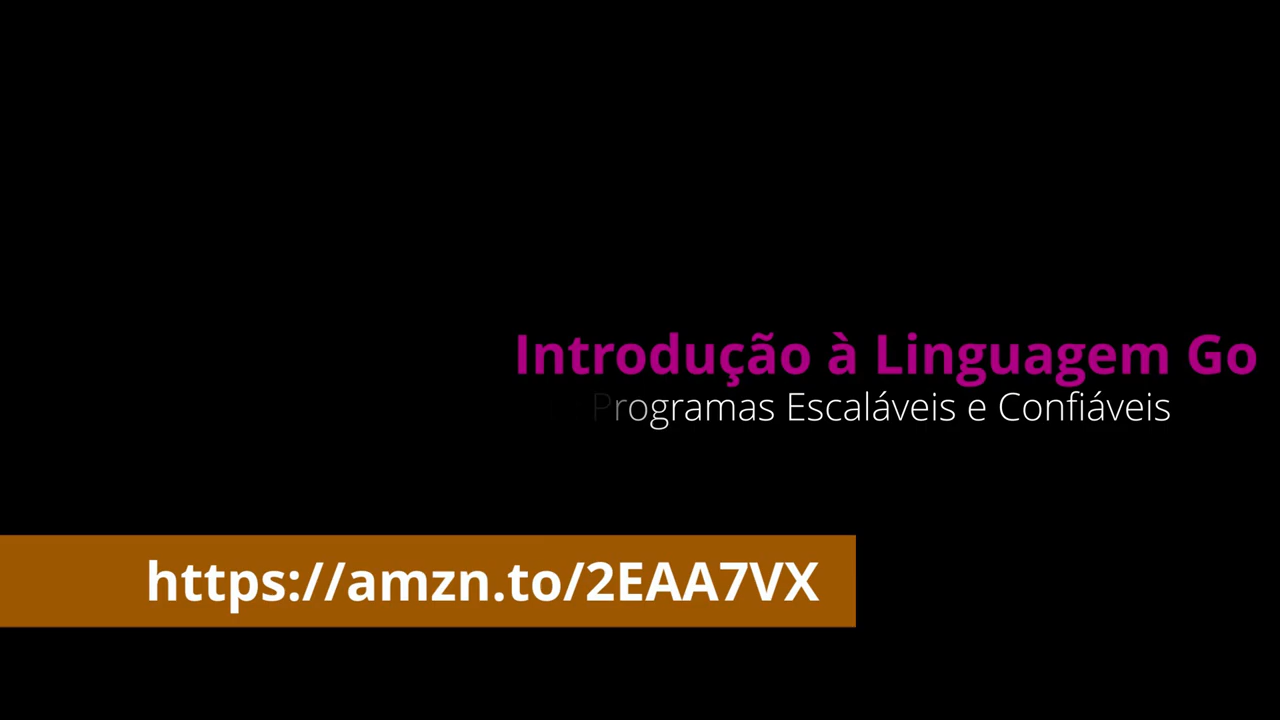 Introdução à Linguagem Go
Programas Escaláveis e Confiáveis
https://amzn.to/2EAA7VX